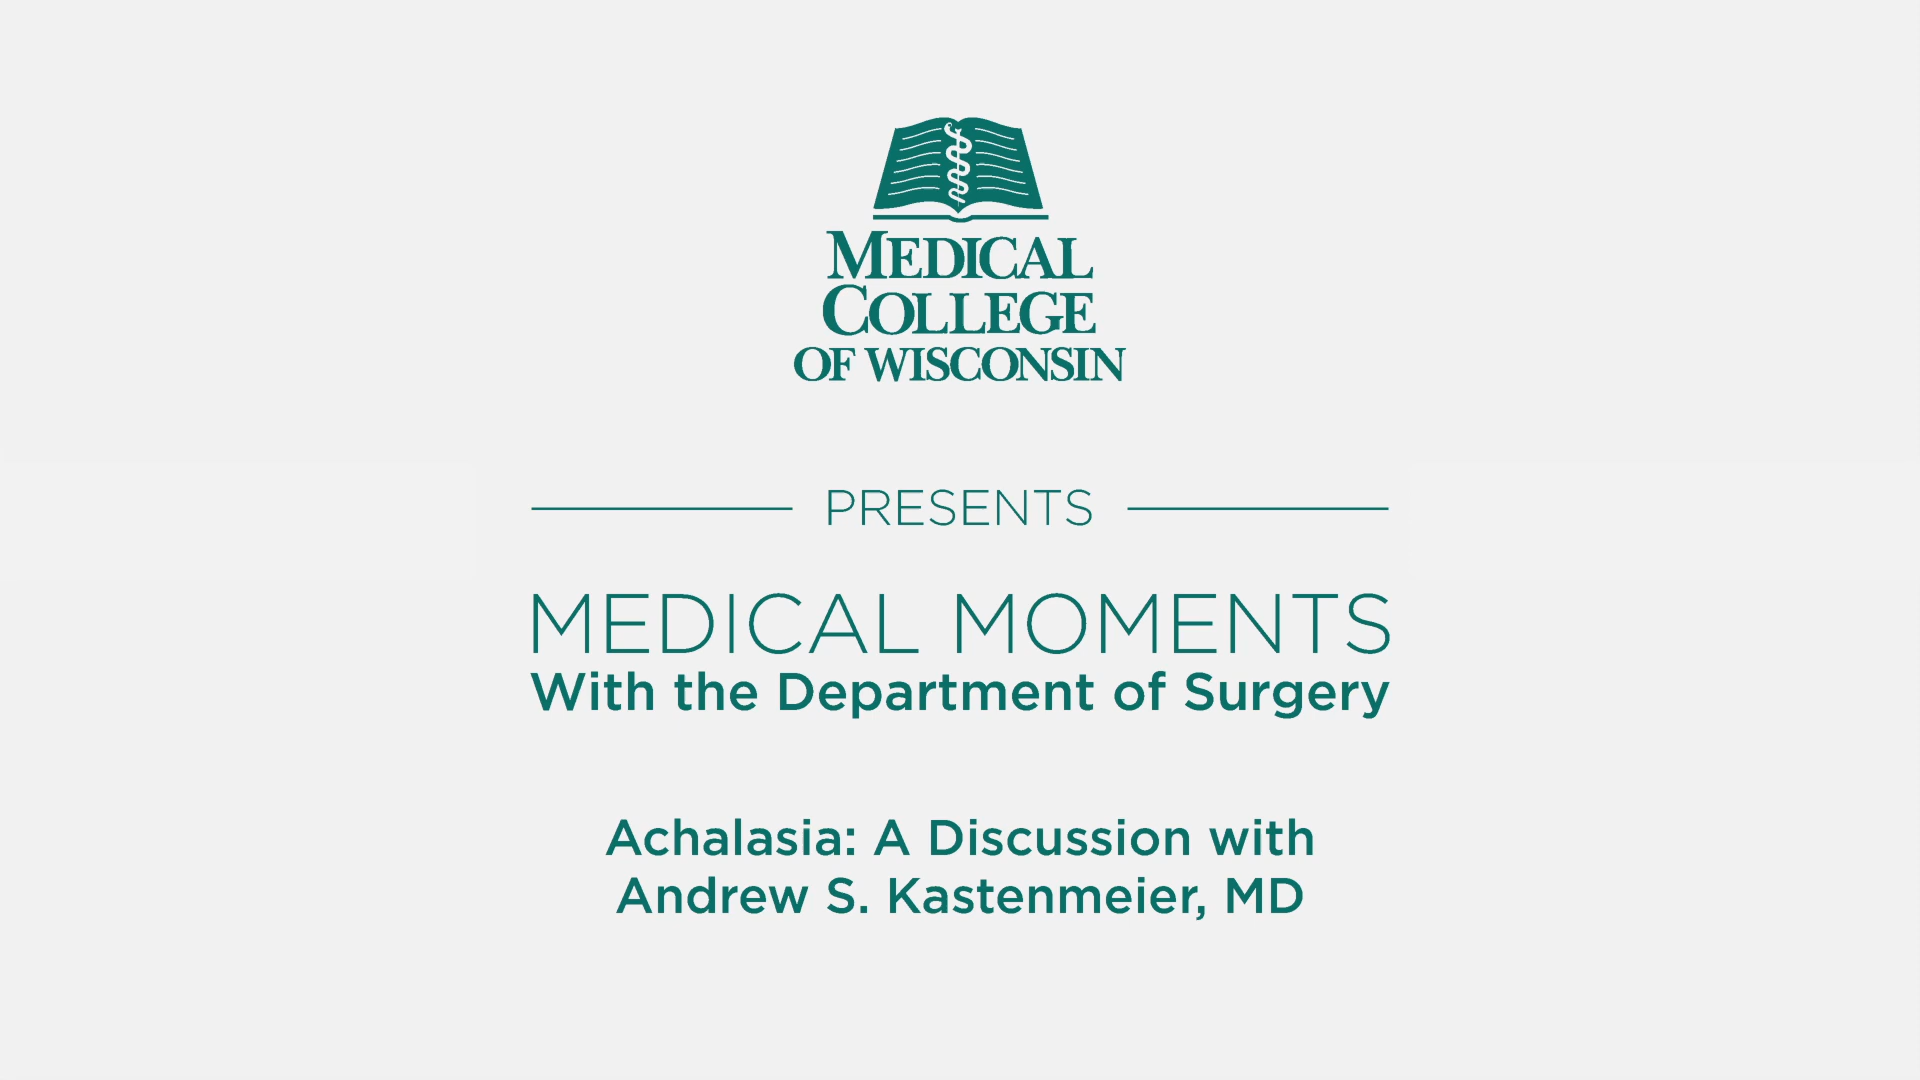 MEDICAL
COLLEGE
OF WISCONSIN
PRESENTS
MEDICAL MOMENTS
With the Department of Surgery
Achalasia: A Discussion with
Andrew S. Kastenmeier, MD